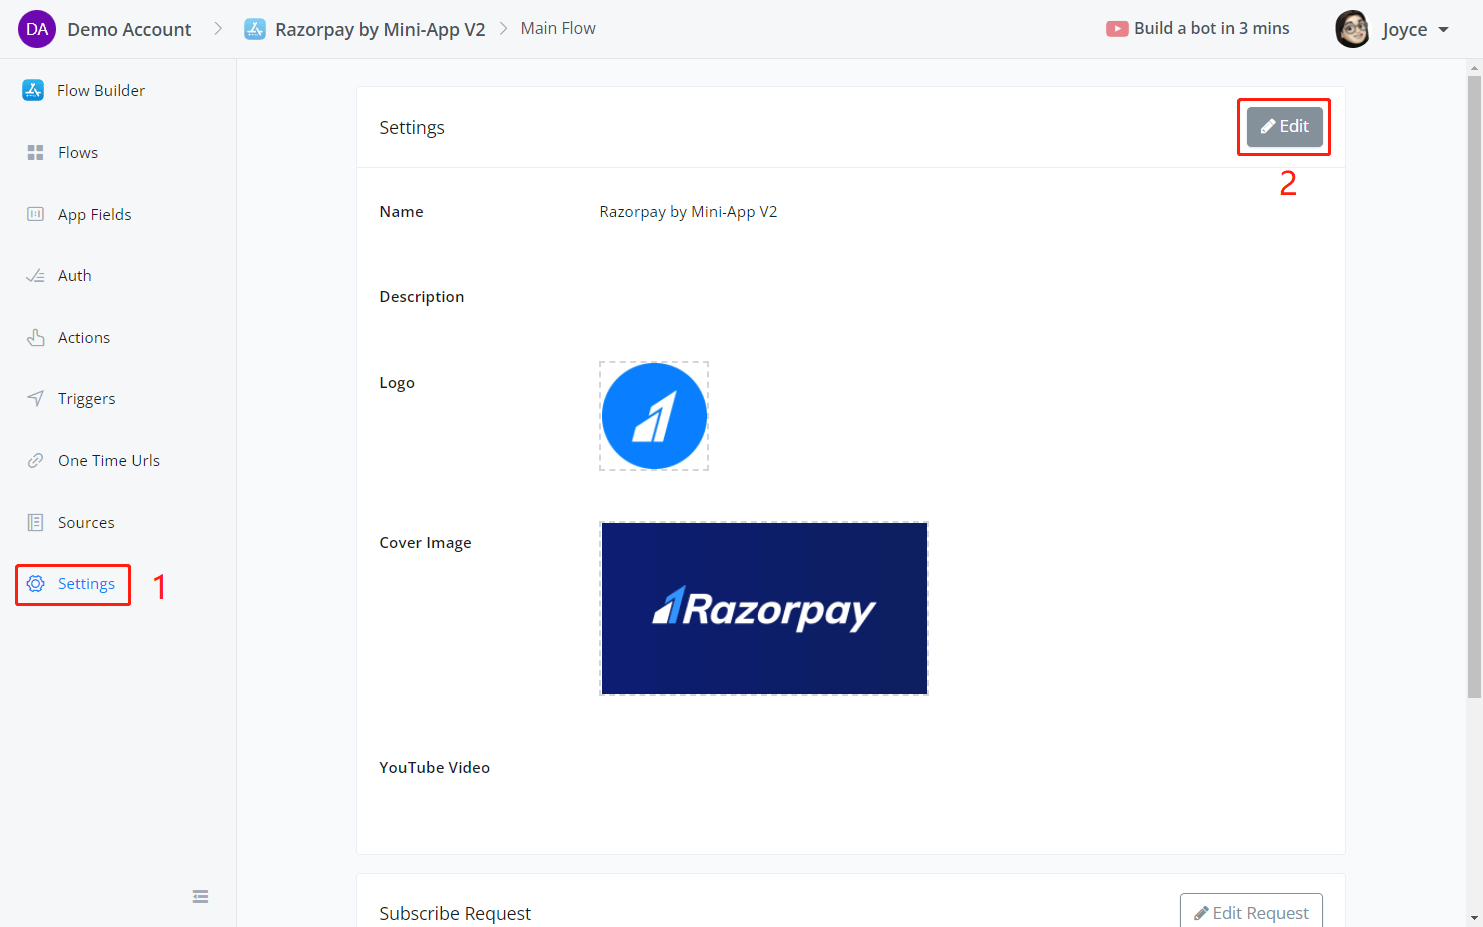 DA Demo Account Razorpay by Mini-App V2 Main Flow Build a bot in 3 mins Joyce
Flow Builder
Flows
App Fields
Auth
Actions
Triggers
One Time Urls
Sources
Settings 1
Settings Edit
2
Name Razorpay by Mini-App V2
Description
Logo
Cover Image
Razorpay
YouTube Video
Subscribe Request Edit Request